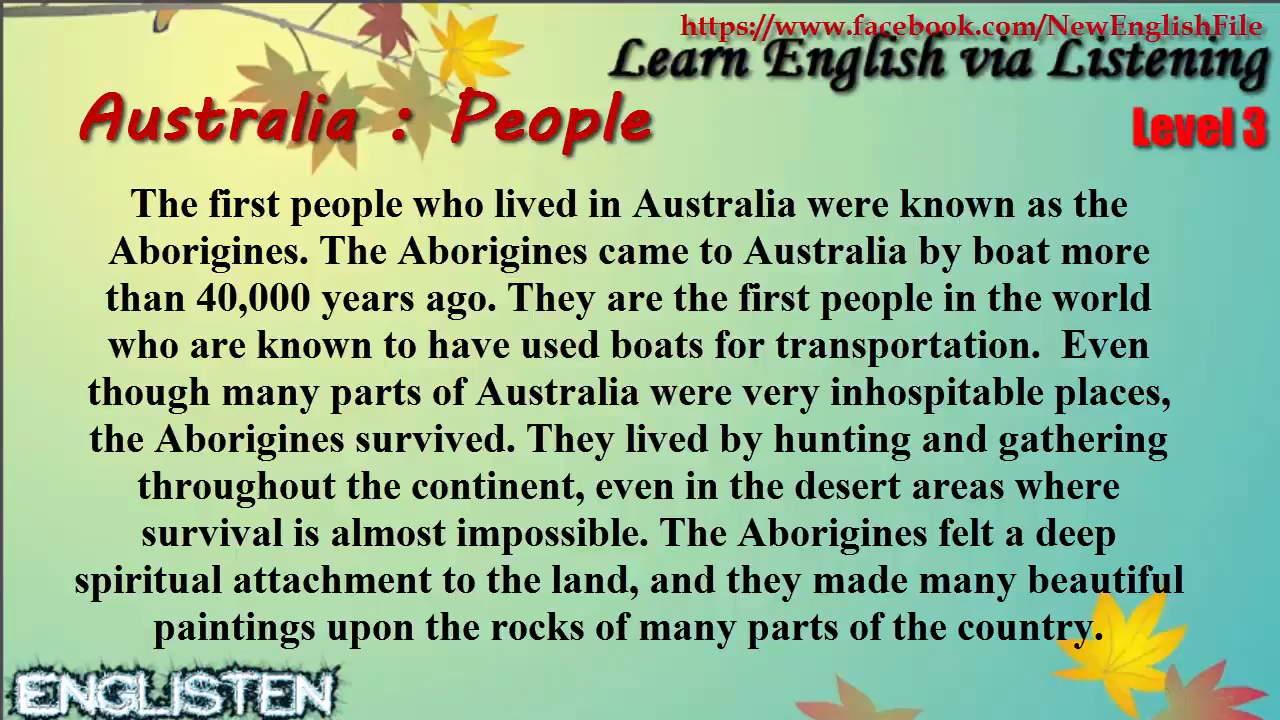 https://www.facebook.com/NewEnglishFile
Learn English via Listening
Australia : People
Level 3
The first people who lived in Australia were known as the
Aborigines. The Aborigines came to Australia by boat more
than 40,000 years ago. They are the first people in the world
who are known to have used boats for transportation.  Even
though many parts of Australia were very inhospitable places,
the Aborigines survived. They lived by hunting and gathering
throughout the continent, even in the desert areas where
survival is almost impossible. The Aborigines felt a deep
spiritual attachment to the land, and they made many beautiful
paintings upon the rocks of many parts of the country.
ENGLISTEN